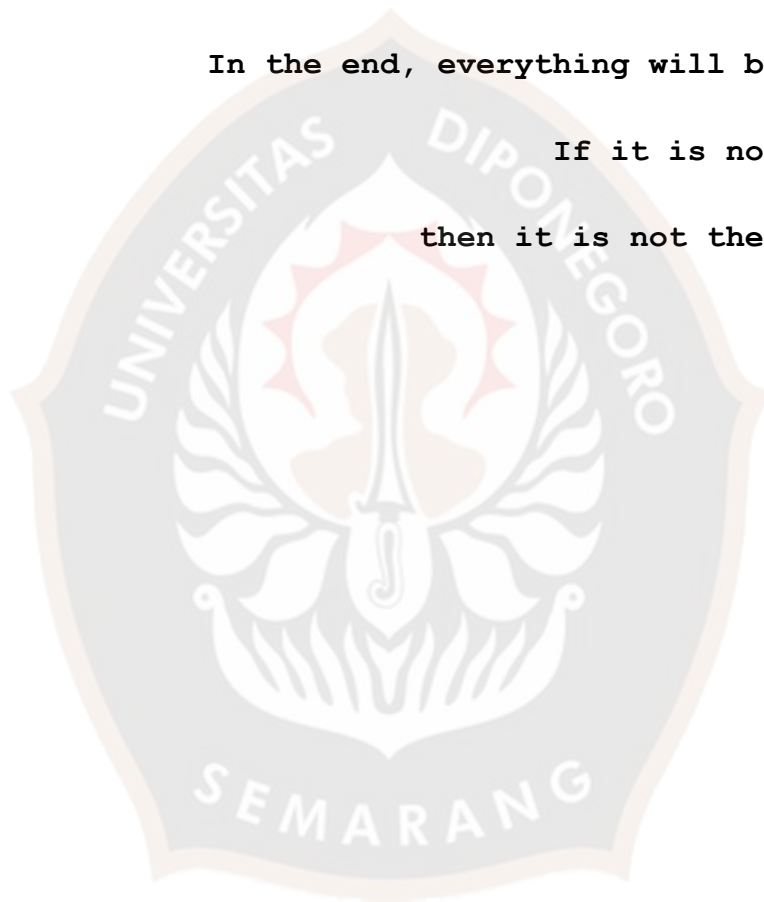 In the end, everything will b
If it is no
then it is not the
UNIVERSITAS DIPONEGORO
SEMARANG